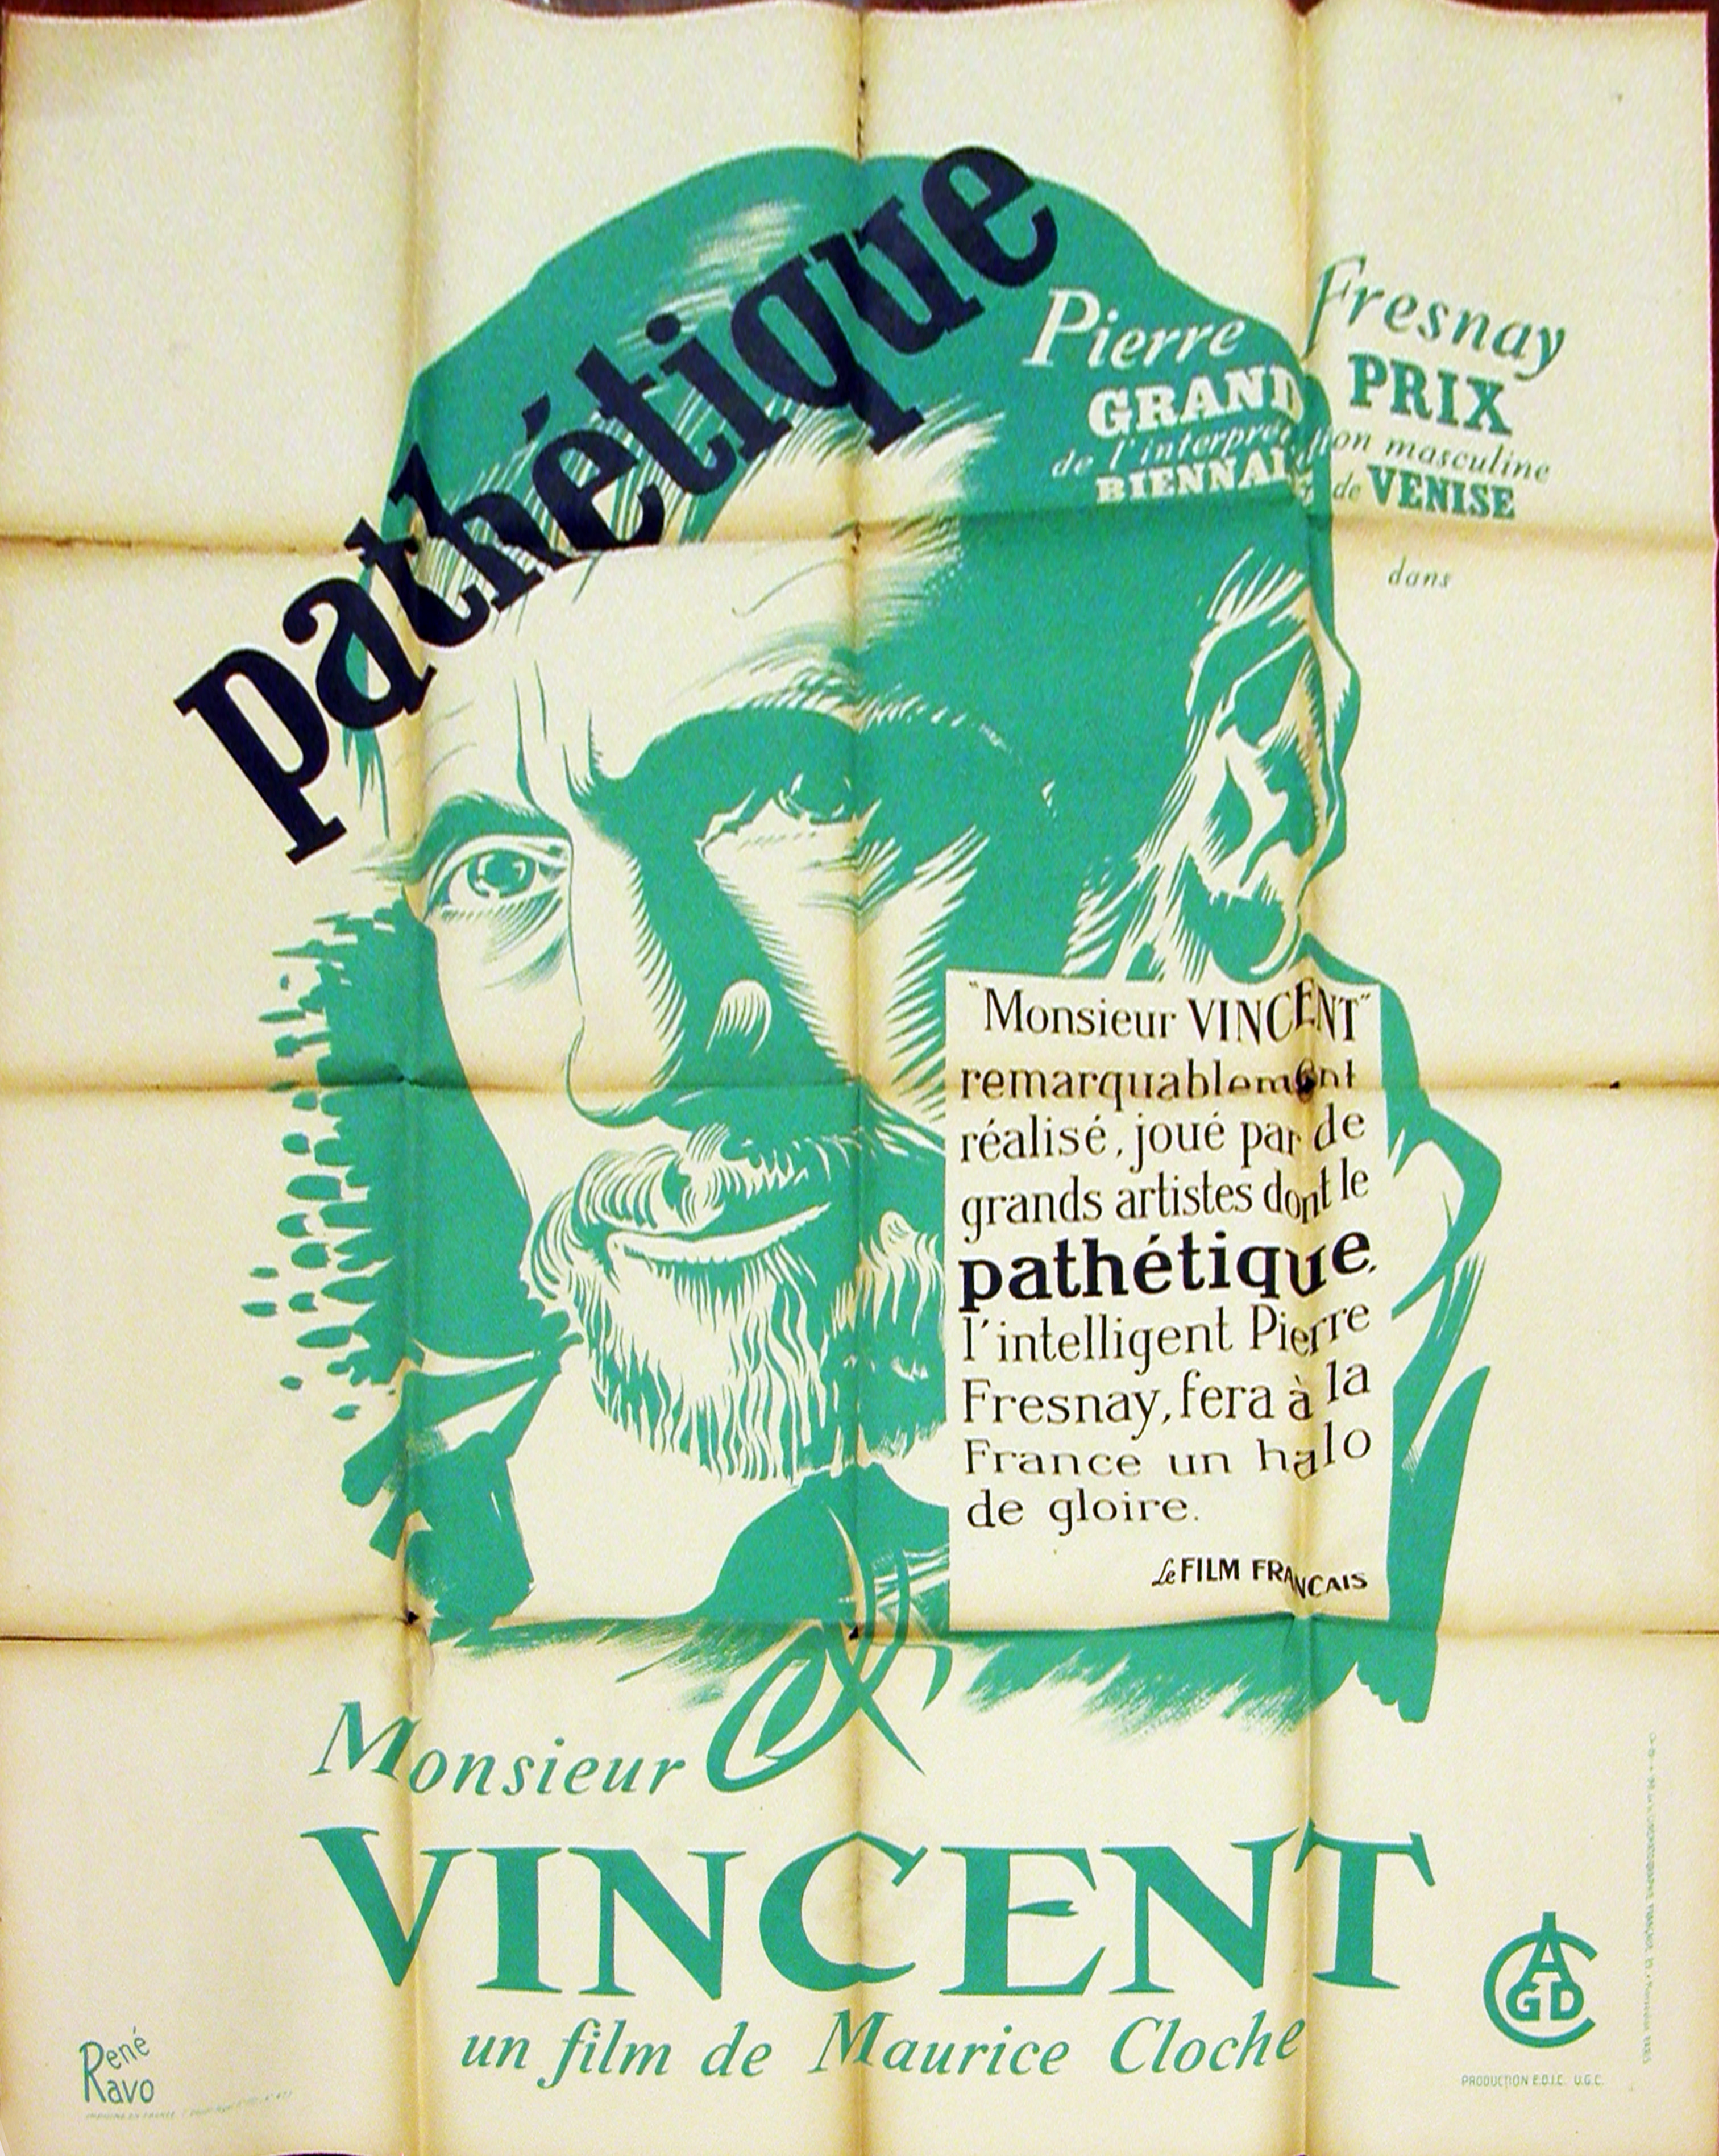 pathétique
Pierre Fresnay
GRAND PRIX
de l'interprétation masculine
BIENNALE de VENISE
dans
"Monsieur VINCENT"
remarquablement
réalisé, joué par de
grands artistes dont le
pathétique,
l'intelligent Pierre
Fresnay, fera à la
France un halo
de gloire.
Le FILM FRANCAIS
Monsieur
VINCENT
un film de Maurice Cloche
AGDC
PRODUCTION E.D.I.C. U.G.C.
René
Ravo